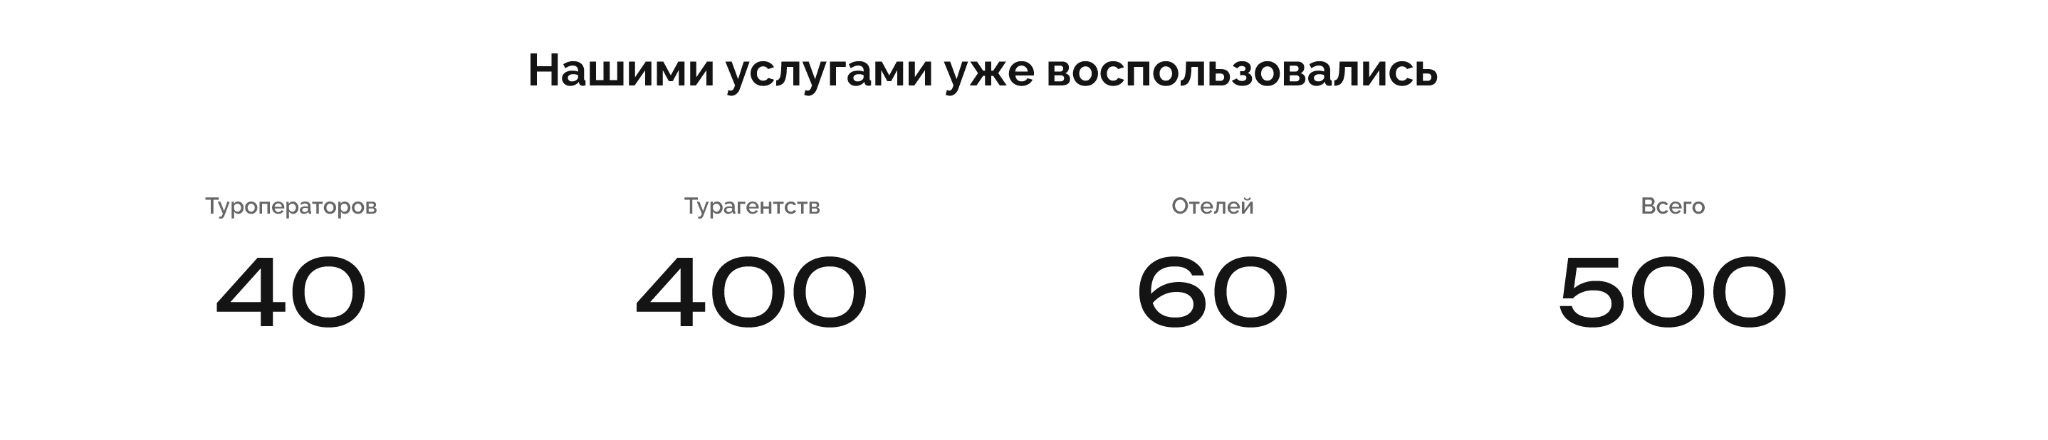 Нашими услугами уже воспользовались
Туроператоров Турагентств Отелей Всего
40 400 60 500